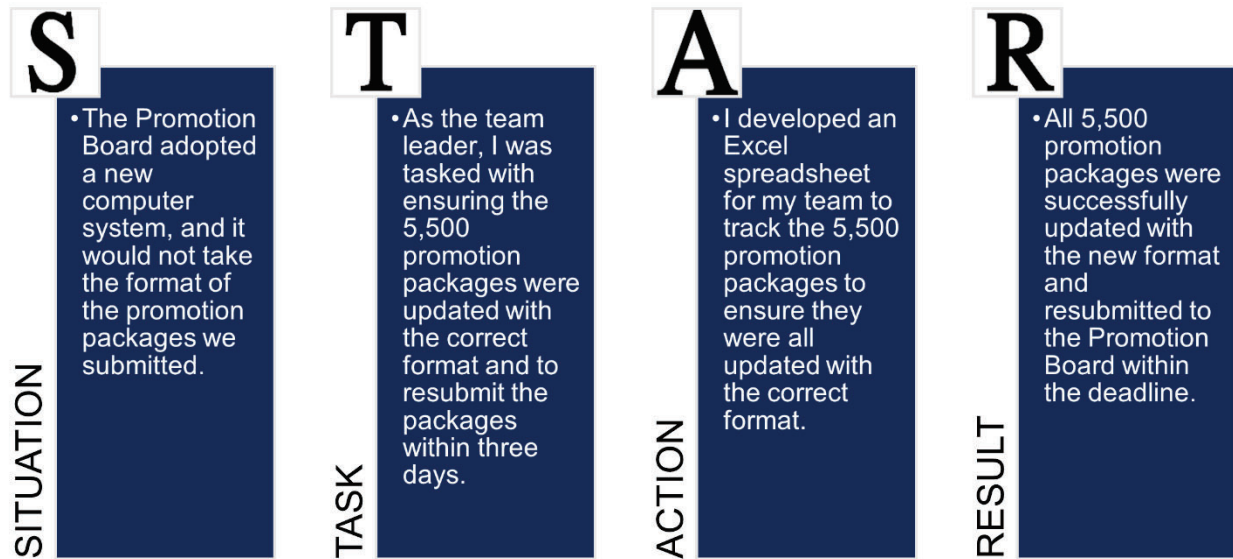 S
SITUATION
•The Promotion
Board adopted
a new
computer
system, and it
would not take
the format of
the promotion
packages we
submitted.
T
TASK
•As the team
leader, I was
tasked with
ensuring the
5,500
promotion
packages were
updated with
the correct
format and to
resubmit the
packages
within three
days.
A
ACTION
•I developed an
Excel
spreadsheet
for my team to
track the 5,500
promotion
packages to
ensure they
were all
updated with
the correct
format.
R
RESULT
•All 5,500
promotion
packages were
successfully
updated with
the new format
and
resubmitted to
the Promotion
Board within
the deadline.